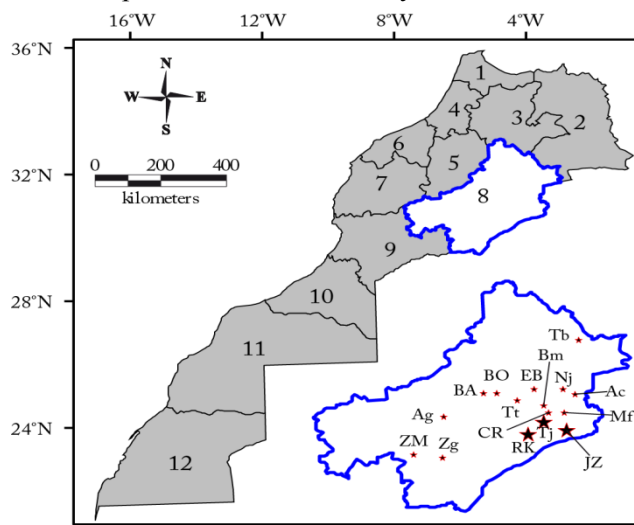 16°W 12°W 8°W 4°W
36°N
N
W E
S
1
4 3 2
0 200 400
kilometers
6
32°N
5
7
8
9
28°N
10
11
Tb
Bm
BO EB Nj
BA Ac
Tt
24°N
Ag Mf
CR Tj
ZM Zg RK
JZ
12